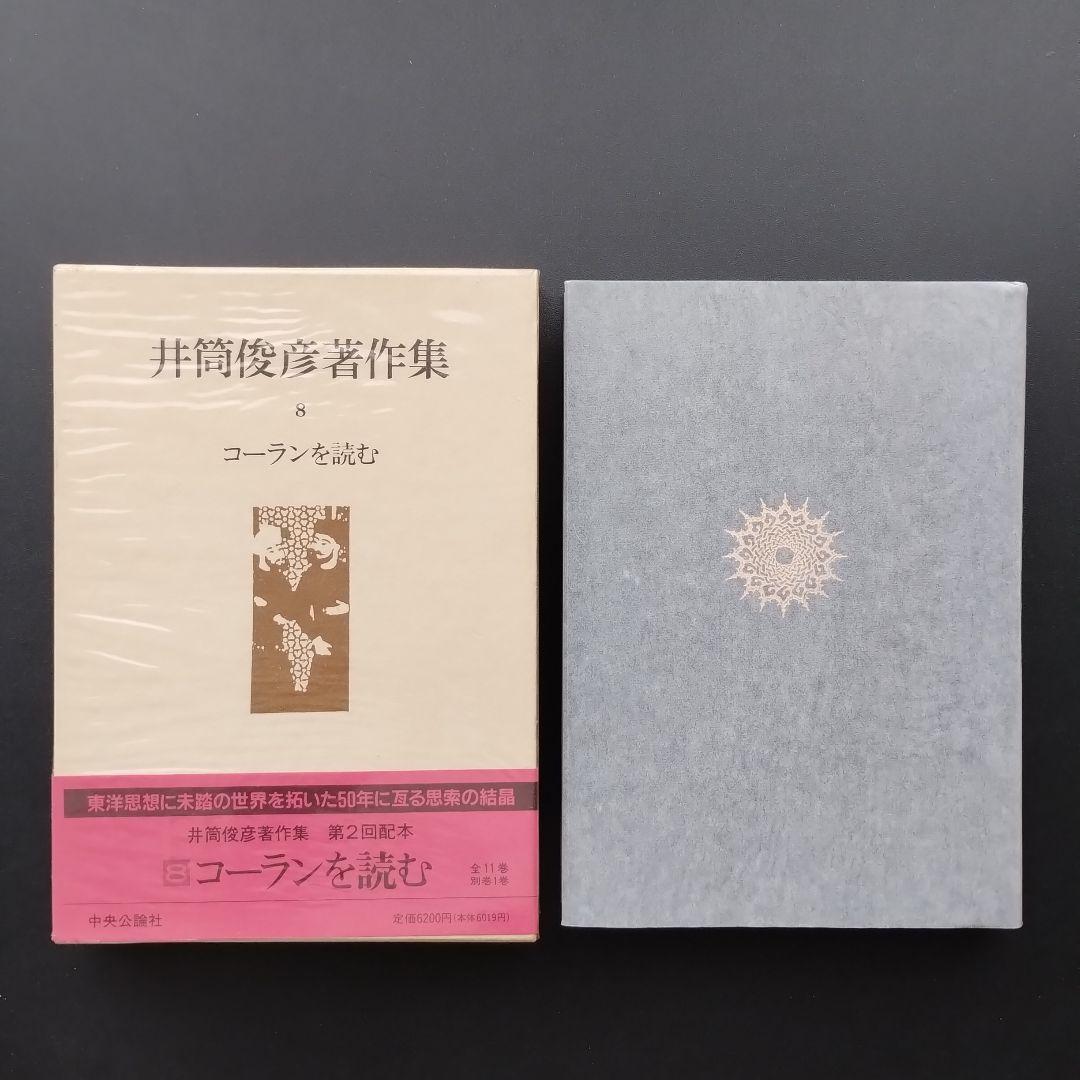 井筒俊彦著作集
8
コーランを読む
東洋思想に未踏の世界を拓いた50年に亙る思索の結晶
井筒俊彦著作集 第2回配本
8 コーランを読む 全11巻
別巻1巻
中央公論社 定価6200円(本体6019円)